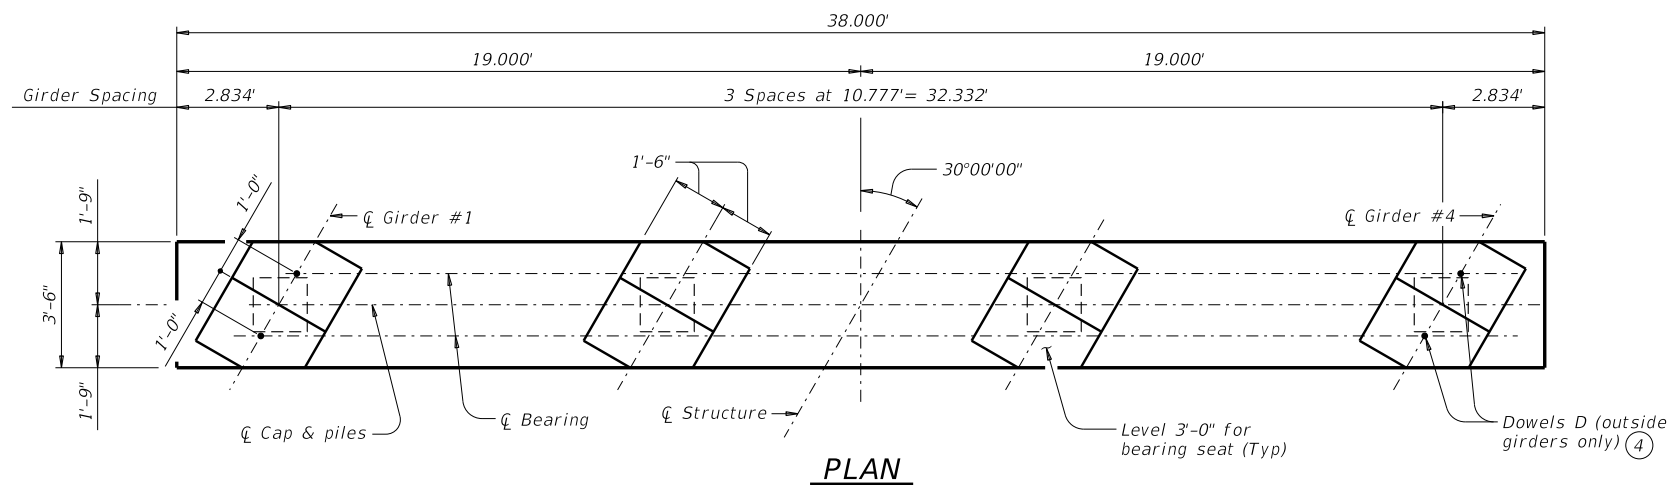 38.000'
19.000'
19.000'
Girder Spacing
2.834'
3 Spaces at 10.777'= 32.332'
2.834'
1'-6"
30°00'00"
1'-0"
1'-9"
℄ Girder #1
℄ Girder #4
3'-6"
1'-0"
1'-9"
℄ Cap & piles
℄ Bearing
℄ Structure
Level 3'-0" for
bearing seat (Typ)
Dowels D (outside
girders only) 4
PLAN